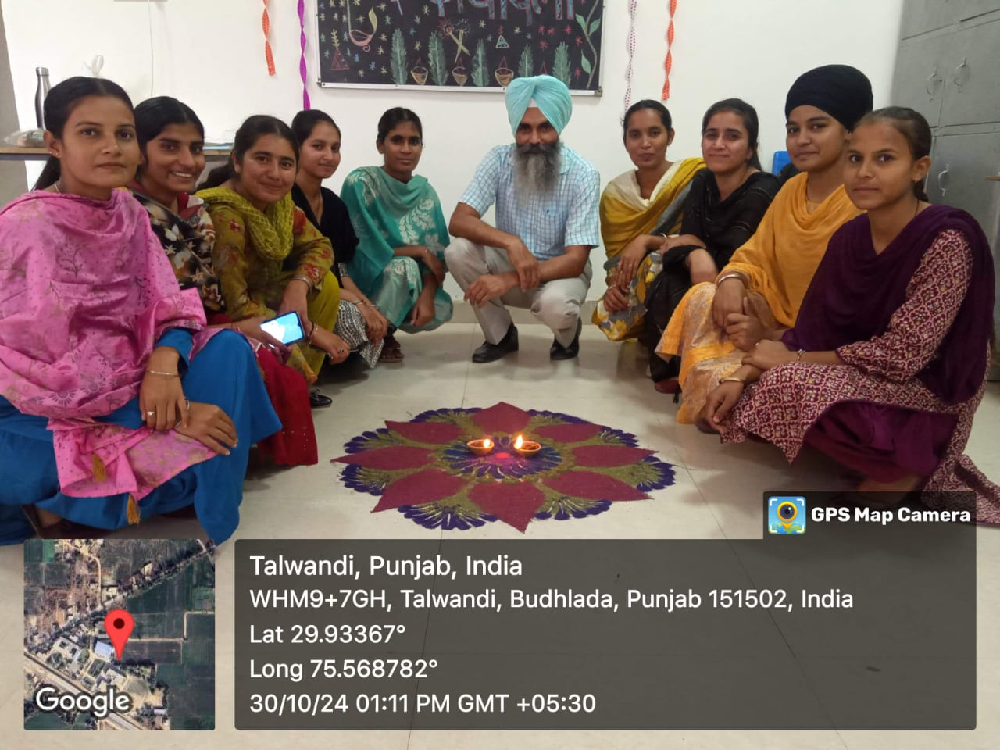 GPS Map Camera
Talwandi, Punjab, India
WHM9+7GH, Talwandi, Budhlada, Punjab 151502, India
Lat 29.93367°
Long 75.568782°
30/10/24 01:11 PM GMT +05:30
Google